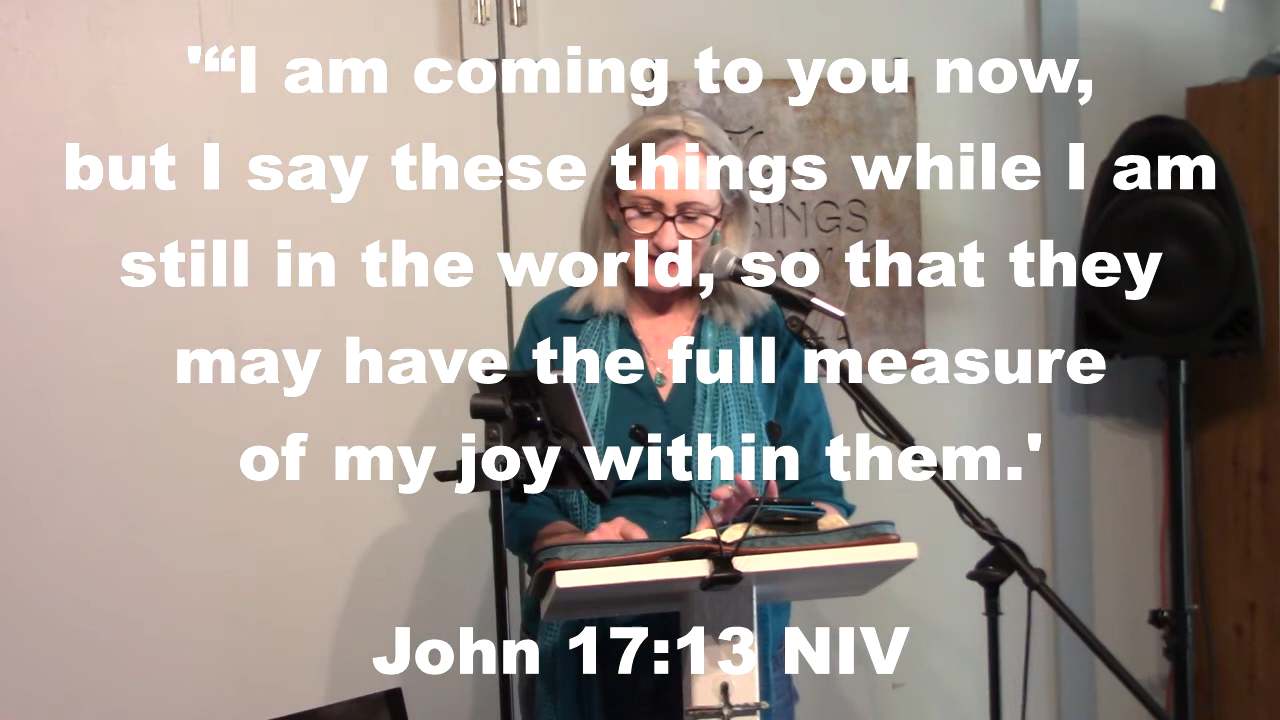 '“I am coming to you now,
but I say these things while I am
still in the world, so that they
may have the full measure
of my joy within them.'
John 17:13 NIV